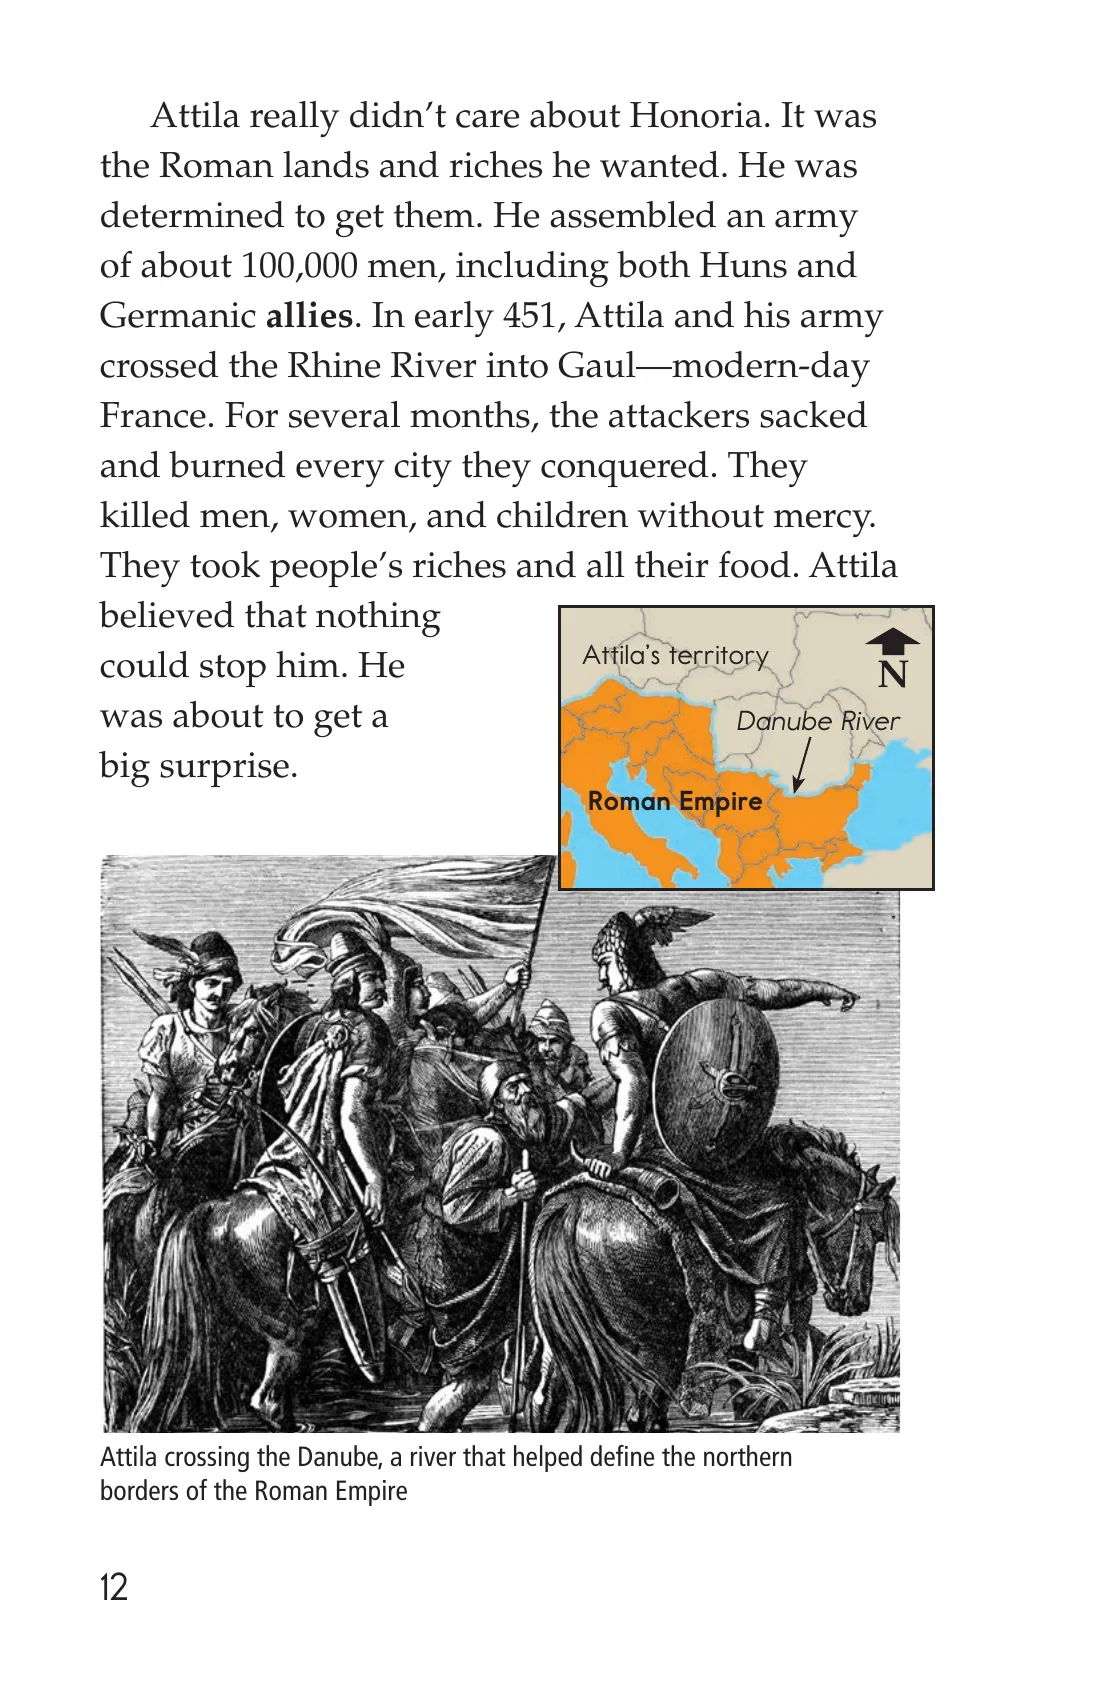 Attila really didn’t care about Honoria. It was
the Roman lands and riches he wanted. He was
determined to get them. He assembled an army
of about 100,000 men, including both Huns and
Germanic allies. In early 451, Attila and his army
crossed the Rhine River into Gaul—modern-day
France. For several months, the attackers sacked
and burned every city they conquered. They
killed men, women, and children without mercy.
They took people’s riches and all their food. Attila
believed that nothing
could stop him. He
was about to get a
big surprise.
Attila’s territory
N
Danube River
Roman Empire
Attila crossing the Danube, a river that helped define the northern
borders of the Roman Empire
12